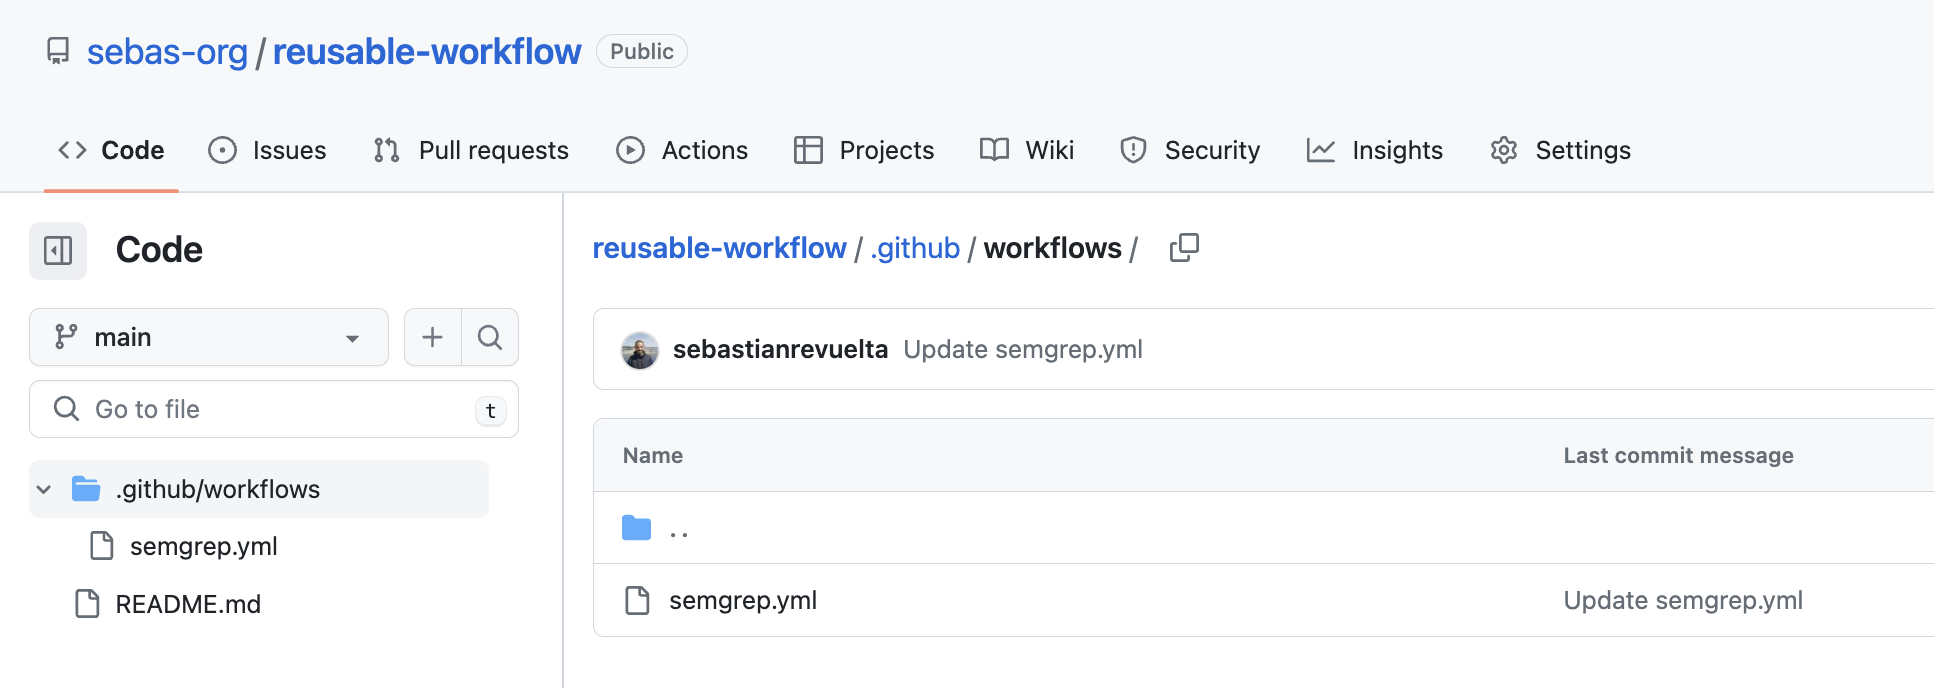 sebas-org / reusable-workflow Public
Code Issues Pull requests Actions Projects Wiki Security Insights Settings
Code
main
Go to file t
.github/workflows
semgrep.yml
README.md
reusable-workflow / .github / workflows /
sebastianrevuelta Update semgrep.yml
Name Last commit message
..
semgrep.yml Update semgrep.yml